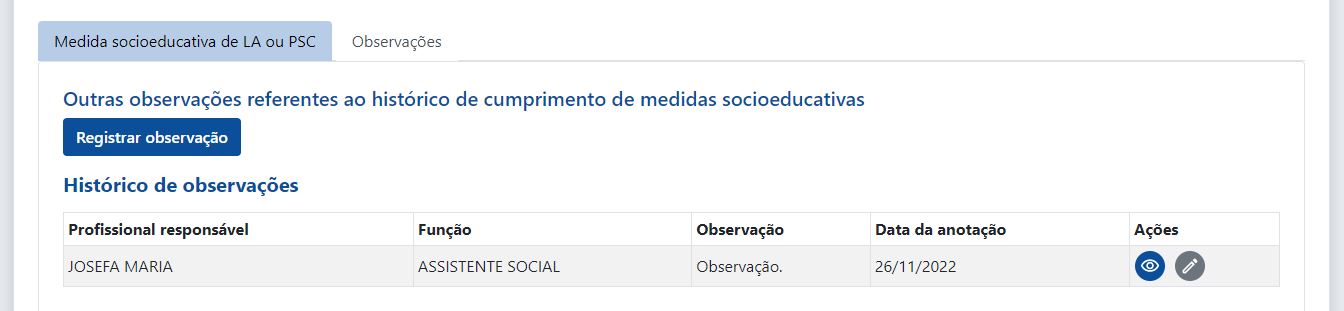 Medida socioeducativa de LA ou PSC Observações
Outras observações referentes ao histórico de cumprimento de medidas socioeducativas
Registrar observação
Histórico de observações
Profissional responsável Função Observação Data da anotação Ações
JOSEFA MARIA ASSISTENTE SOCIAL Observação. 26/11/2022